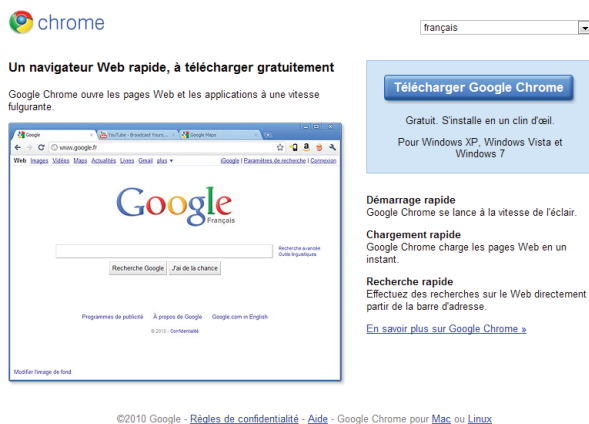 chrome
français
Un navigateur Web rapide, à télécharger gratuitement
Google Chrome ouvre les pages Web et les applications à une vitesse
fulgurante.
Google
YouTube - Broadcast Yours...
Google Maps
www.google.fr
Web Images Vidéos Maps Actualités Livres Gmail plus ▾
iGoogle | Paramètres de recherche | Connexion
Google
Français
Recherche avancée
Outils linguistiques
Recherche Google
J'ai de la chance
Programmes de publicité
À propos de Google
Google.com in English
© 2010 - Confidentialité
Modifier l'image de fond
Télécharger Google Chrome
Gratuit. S'installe en un clin d'œil.
Pour Windows XP, Windows Vista et
Windows 7
Démarrage rapide
Google Chrome se lance à la vitesse de l'éclair.
Chargement rapide
Google Chrome charge les pages Web en un
instant.
Recherche rapide
Effectuez des recherches sur le Web directement à
partir de la barre d'adresse.
En savoir plus sur Google Chrome »
©2010 Google - Règles de confidentialité - Aide - Google Chrome pour Mac ou Linux